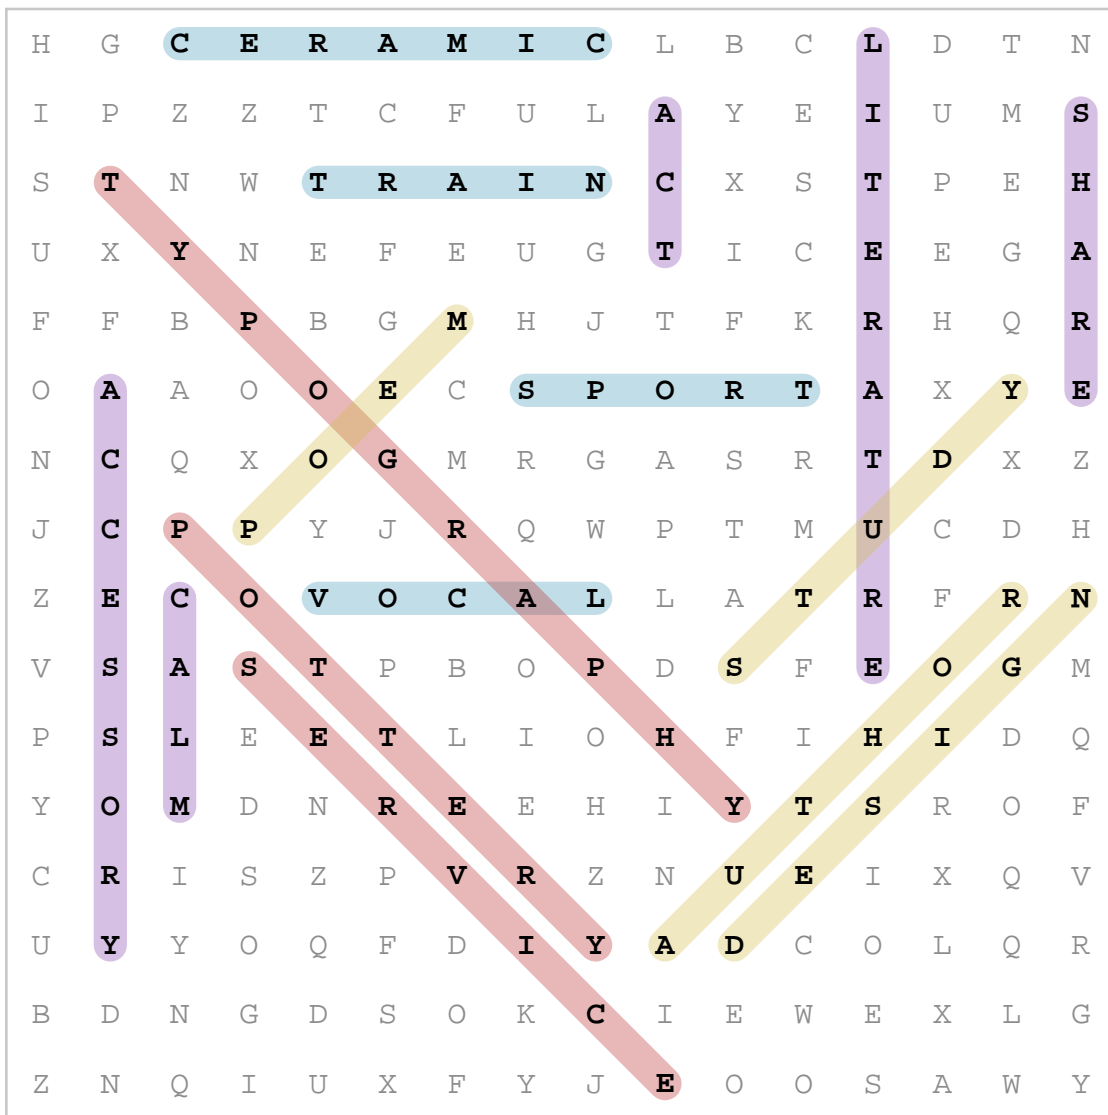 H G C E R A M I C L B C L D T N
I P Z Z T C F U L A Y E I U M S
S T N W T R A I N C X S T P E H
U X Y N E F E U G T I C E E G A
F F B P B G M H J T F K R H Q R
O A A O O E C S P O R T A X Y E
N C Q X O G M R G A S R T D X Z
J C P P Y J R Q W P T M U C D H
Z E C O V O C A L L A T R F R N
V S A S T P B O P D S F E O G M
P S L E E T L I O H F I H I D Q
Y O M D N R E E H I Y T S R O F
C R I S Z P V R Z N U E I X Q V
U Y Y O Q F D I Y A D C O L Q R
B D N G D S O K C I E W E X L G
Z N Q I U X F Y J E O O S A W Y